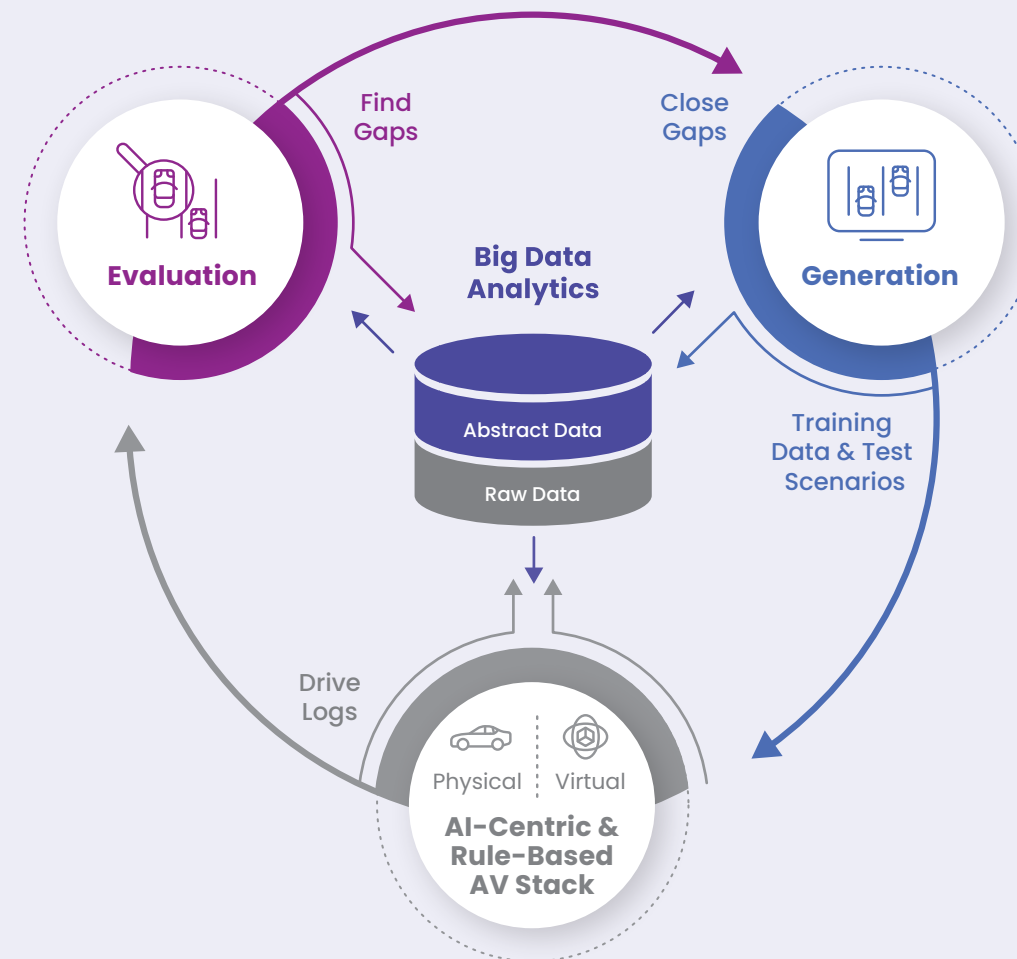 Find
Gaps
Close
Gaps
Evaluation
Big Data
Analytics
Generation
Abstract Data
Raw Data
Training
Data & Test
Scenarios
Drive
Logs
Physical
Virtual
AI-Centric &
Rule-Based
AV Stack